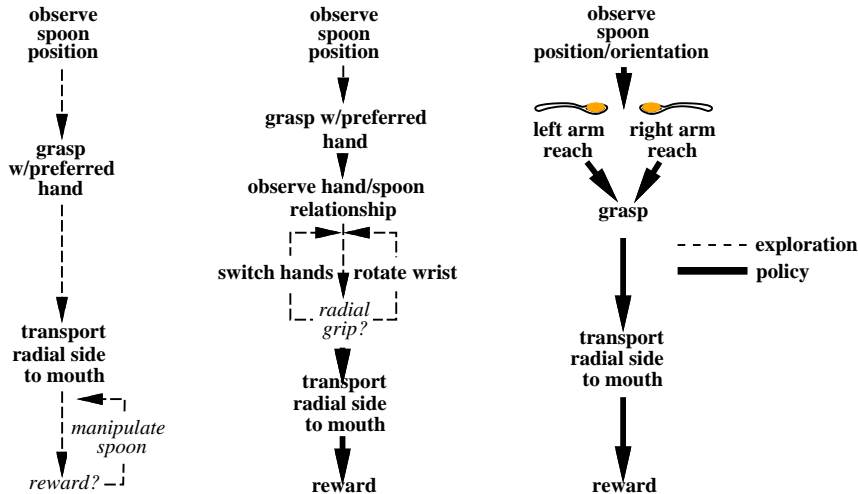 observe
spoon
position
grasp
w/preferred
hand
transport
radial side
to mouth
manipulate
spoon
reward?
observe
spoon
position
grasp w/preferred
hand
observe hand/spoon
relationship
switch hands
rotate wrist
radial
grip?
transport
radial side
to mouth
reward
observe
spoon
position/orientation
left arm
reach
right arm
reach
grasp
transport
radial side
to mouth
reward
exploration
policy